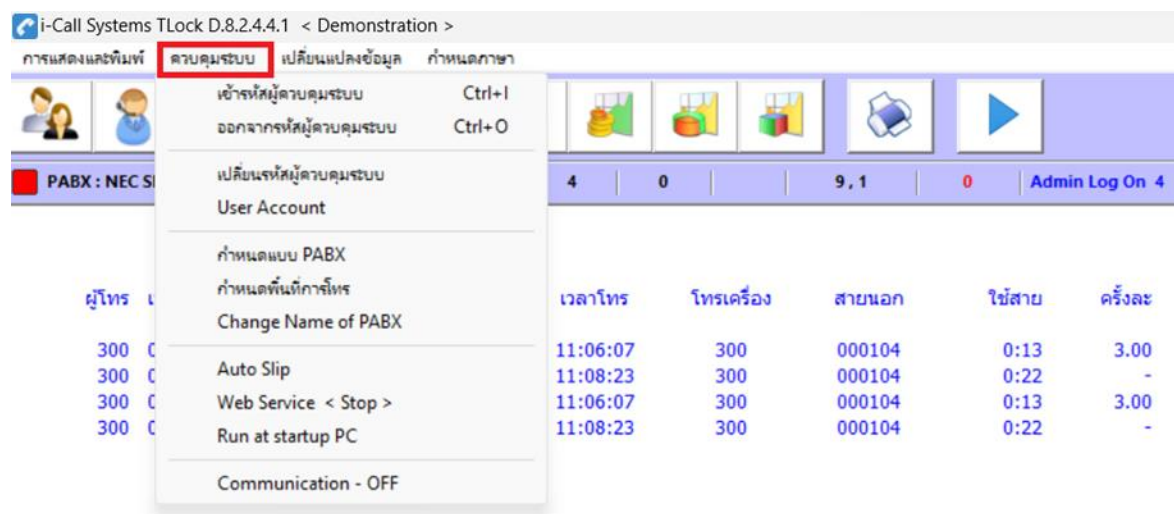 i-Call Systems TLock D.8.2.4.4.1 < Demonstration >
การแสดงและพิมพ์ ควบคุมระบบ เปลี่ยนแปลงข้อมูล กำหนดภาษา
เข้ารหัสผู้ควบคุมระบบ Ctrl+I
ออกจากรหัสผู้ควบคุมระบบ Ctrl+O
เปลี่ยนรหัสผู้ควบคุมระบบ
User Account
กำหนดแบบ PABX
กำหนดพื้นที่การโทร
Change Name of PABX
Auto Slip
Web Service < Stop >
Run at startup PC
Communication - OFF
PABX : NEC 4 0 9 , 1 0 Admin Log On 4
ผู้โทร เวลาโทร โทรเครื่อง สายนอก ใช้สาย ครั้งละ
300 11:06:07 300 000104 0:13 3.00
300 11:08:23 300 000104 0:22 -
300 11:06:07 300 000104 0:13 3.00
300 11:08:23 300 000104 0:22 -